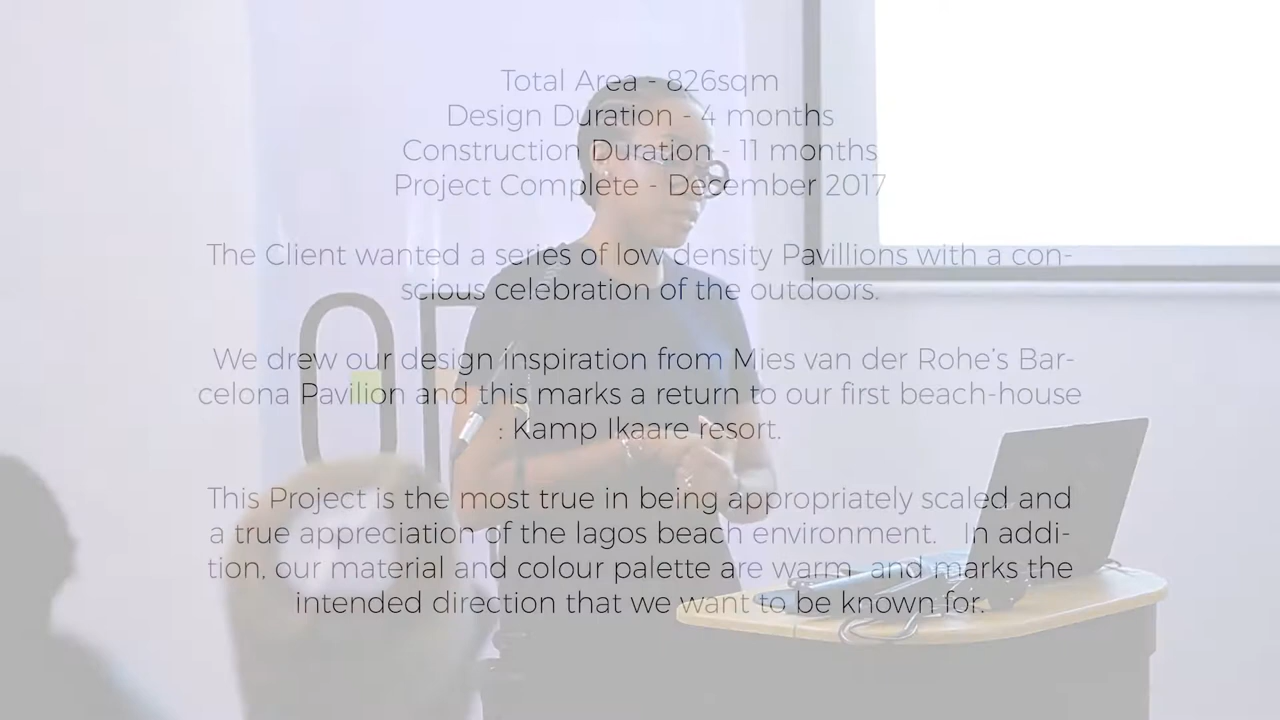 Total Area - 826sqm
Design Duration - 4 months
Construction Duration - 11 months
Project Complete - December 2017
The Client wanted a series of low density Pavillions with a con-
scious celebration of the outdoors.
We drew our design inspiration from Mies van der Rohe's Bar-
celona Pavilion and this marks a return to our first beach-house
: Kamp Ikaare resort.
This Project is the most true in being appropriately scaled and
a true appreciation of the lagos beach environment. In addi-
tion, our material and colour palette are warm and marks the
intended direction that we want to be known for.